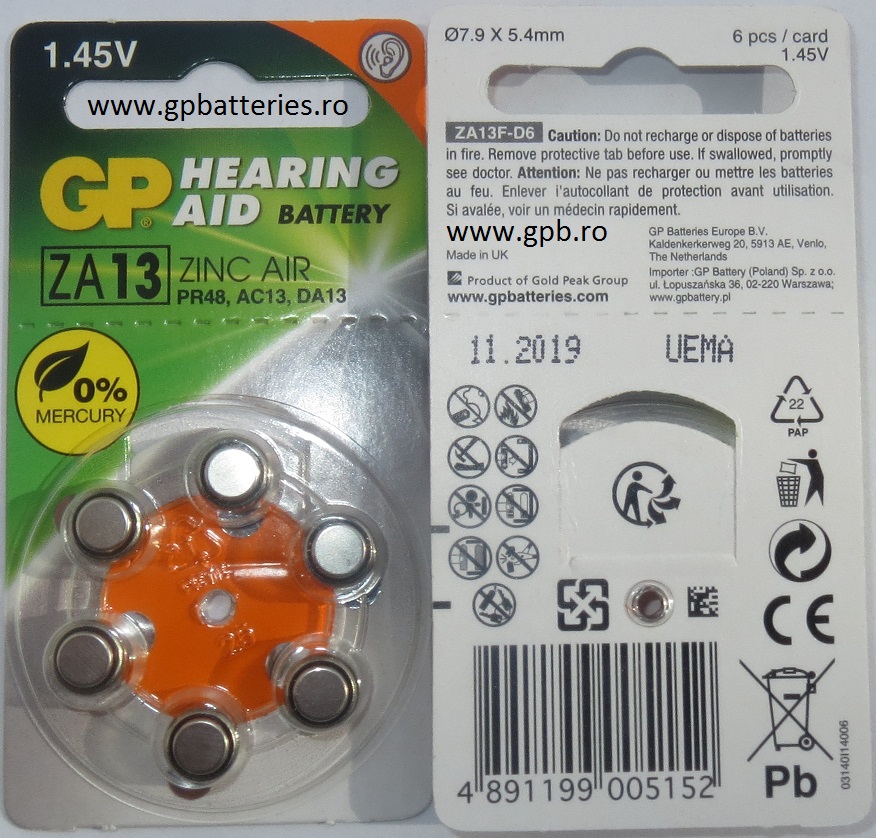 1.45V
www.gpbatteries.ro
GP HEARING
AID BATTERY
ZA13 ZINC AIR
PR48, AC13, DA13
0%
MERCURY
Ø7.9 X 5.4mm
6 pcs / card
1.45V
ZA13F-D6 Caution: Do not recharge or dispose of batteries
in fire. Remove protective tab before use. If swallowed, promptly
see doctor. Attention: Ne pas recharger ou mettre les batteries
au feu. Enlever i'autocollant de protection avant utilisation.
Si avalée, voir un médecin rapidement.
www.gpb.ro
Made in UK
Product of Gold Peak Group
www.gpbatteries.com
GP Batteries Europe B.V.
Kaldenkerkerweg 20, 5913 AE, Venlo,
The Netherlands
Importer :GP Battery (Poland) Sp. z o.o.
ul. Łopuszańska 36, 02-220 Warszawa;
www.gpbattery.pl
11.2019 UEMA
22
PAP
CE
Pb
03140I14006
4 891199 005152